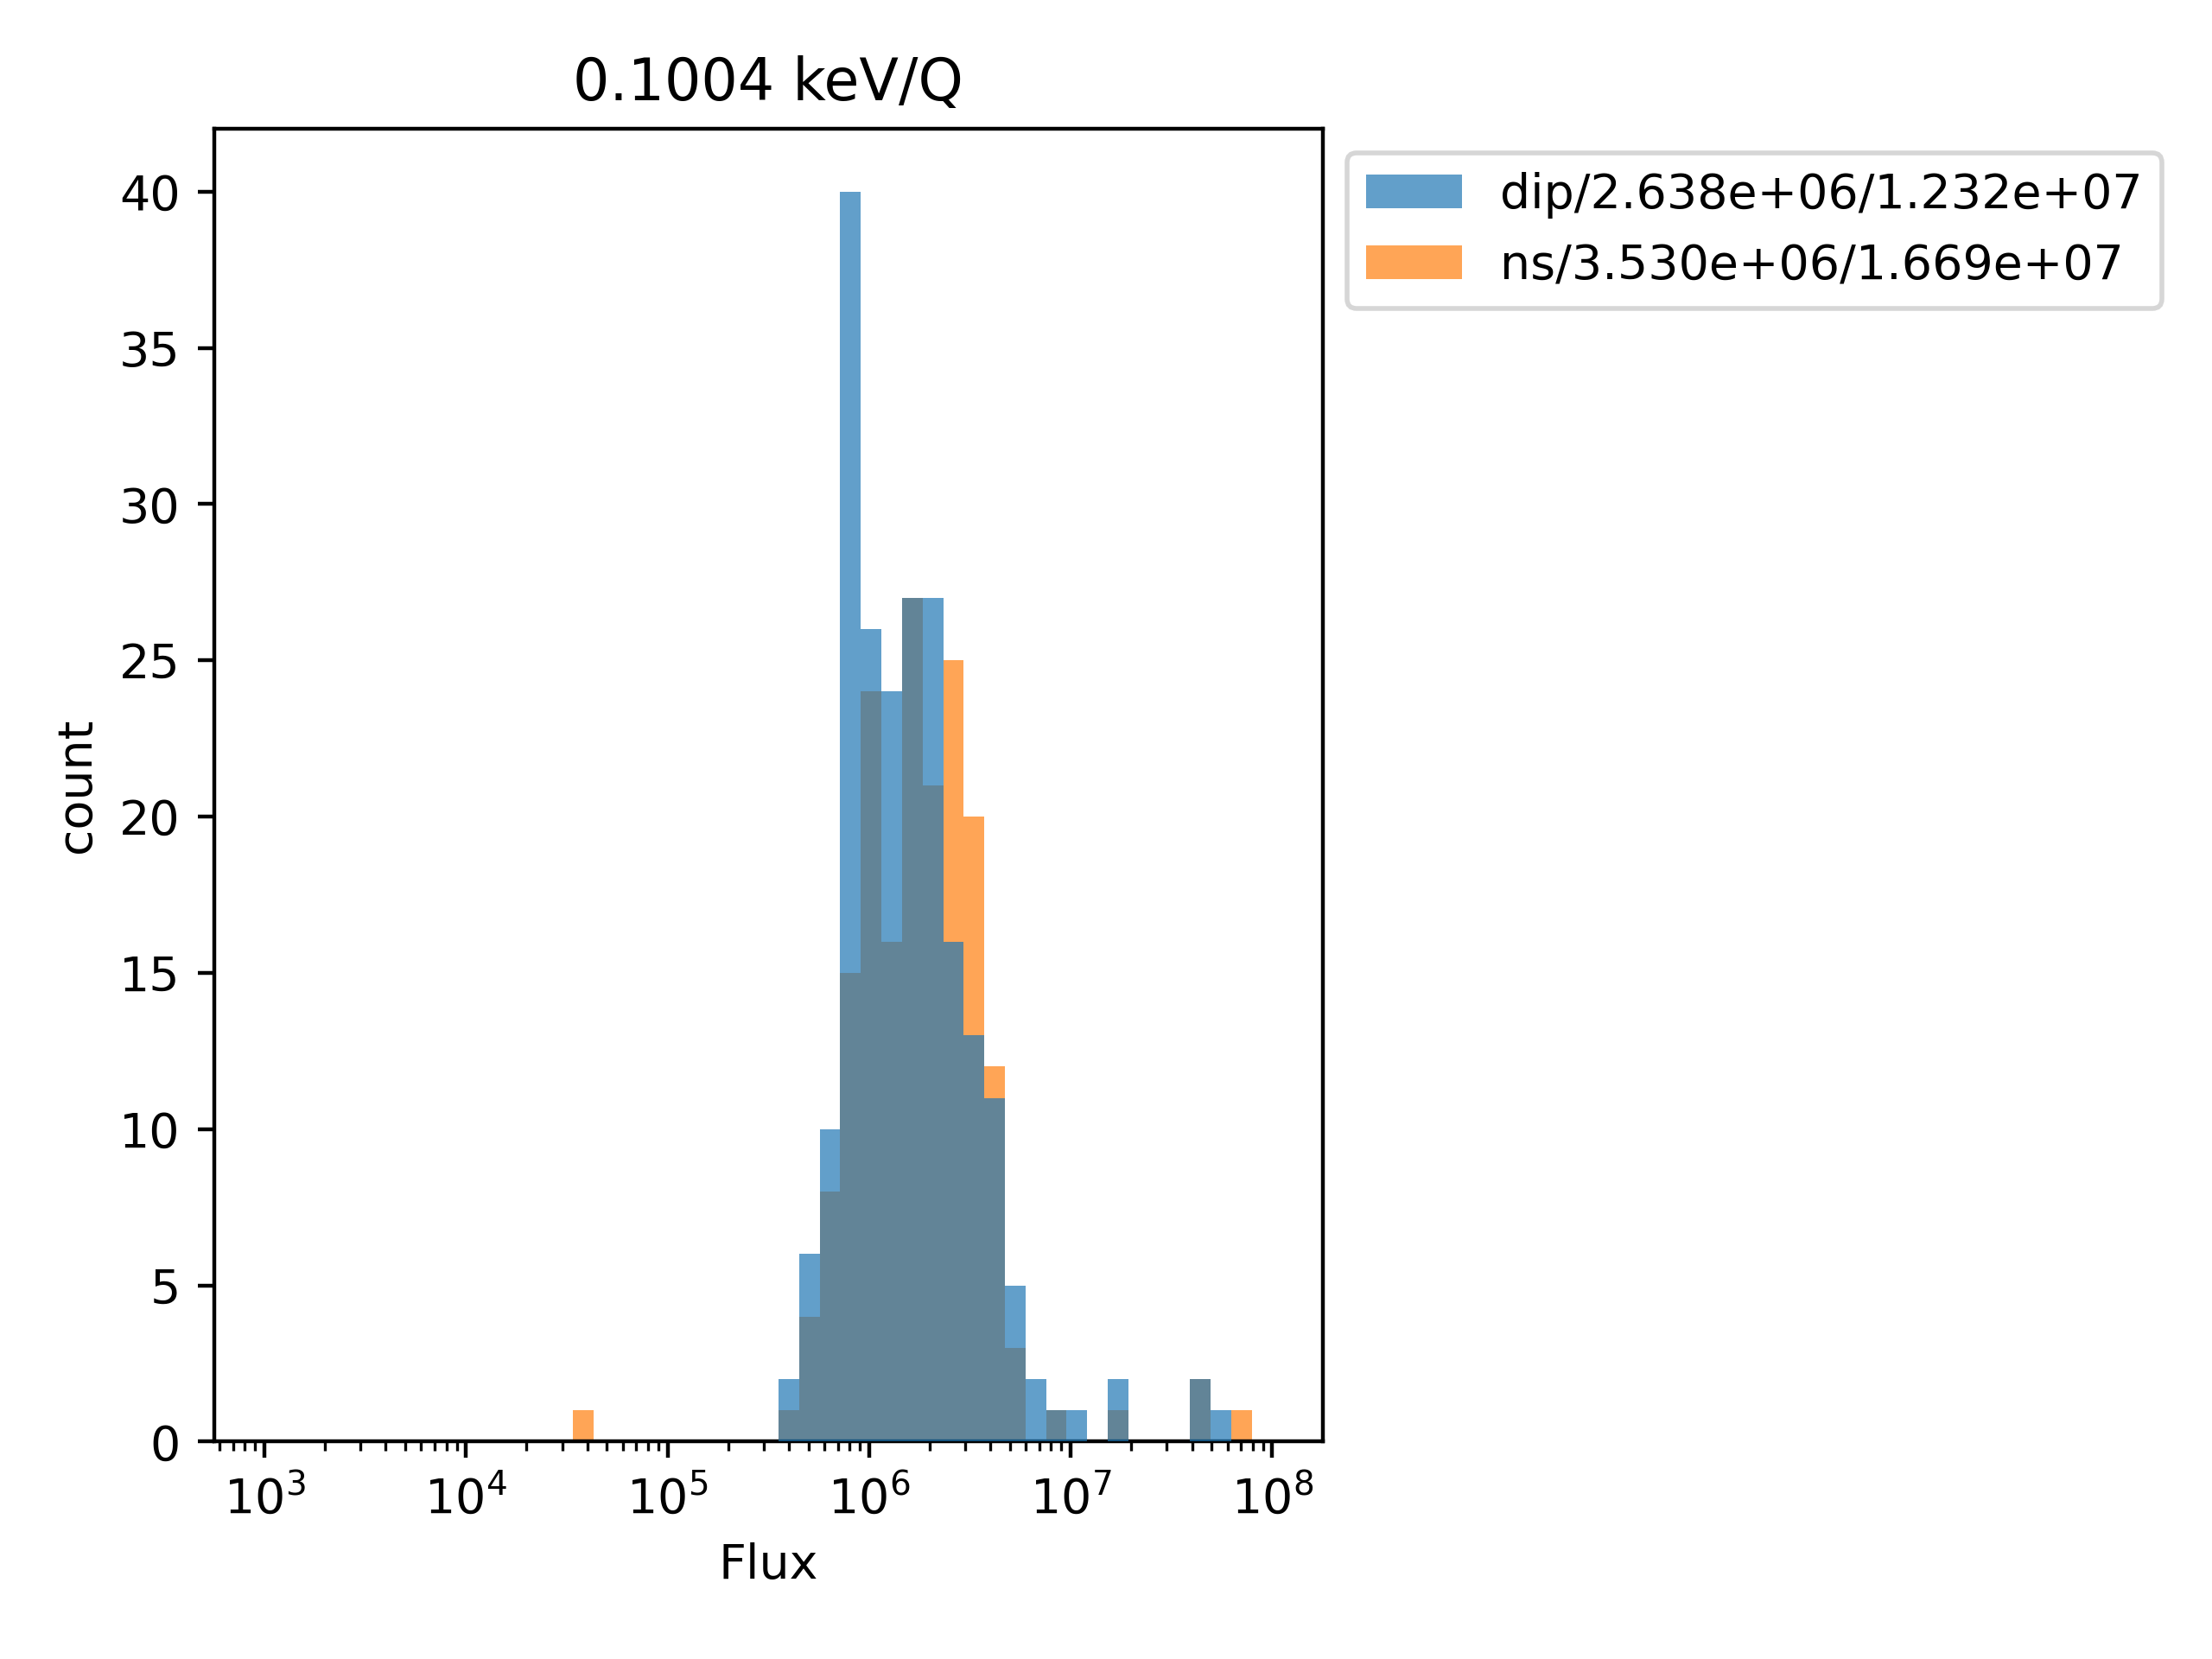 0.1004 keV/Q
dip/2.638e+06/1.232e+07
ns/3.530e+06/1.669e+07
40
35
30
25
20
15
10
5
0
count
10³ 10⁴ 10⁵ 10⁶ 10⁷ 10⁸
Flux